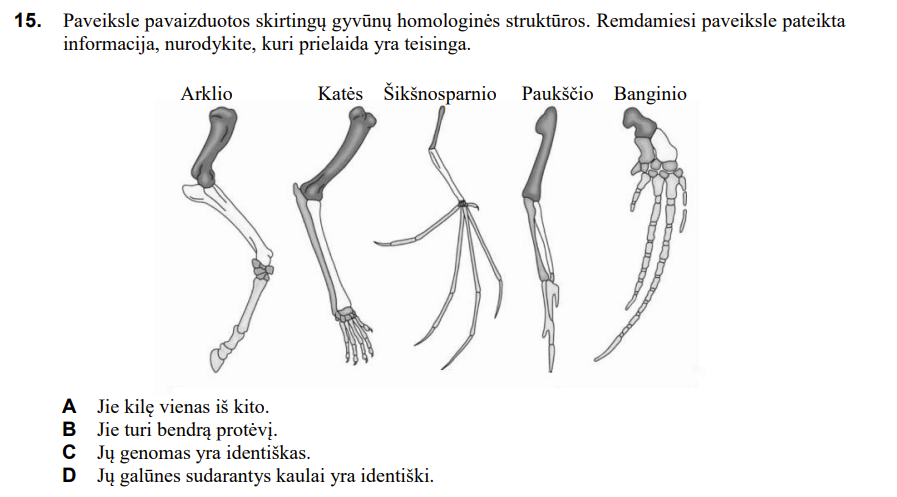 15. Paveiksle pavaizduotos skirtingų gyvūnų homologinės struktūros. Remdamiesi paveiksle pateikta
informacija, nurodykite, kuri prielaida yra teisinga.
Arklio Katės Šikšnosparnio Paukščio Banginio
A Jie kilę vienas iš kito.
B Jie turi bendrą protėvį.
C Jų genomas yra identiškas.
D Jų galūnes sudarantys kaulai yra identiški.